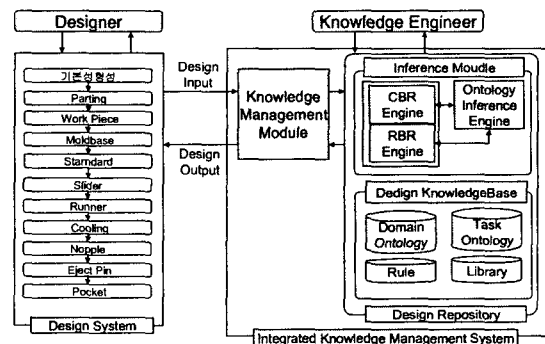 Designer
Knowledge Engineer
기본성형성
Parting
Work Piece
Moldbase
Starndard
Slider
Runner
Cooling
Nopple
Eject Pin
Pocket
Design System
Design
Input
Design
Output
Knowledge
Management
Module
Inference Moudle
CBR
Engine
RBR
Engine
Ontology
Inference
Engine
Dedign KnowledgeBase
Domain
Ontology
Task
Ontology
Rule
Library
Design Repository
Integrated Knowledge Management System